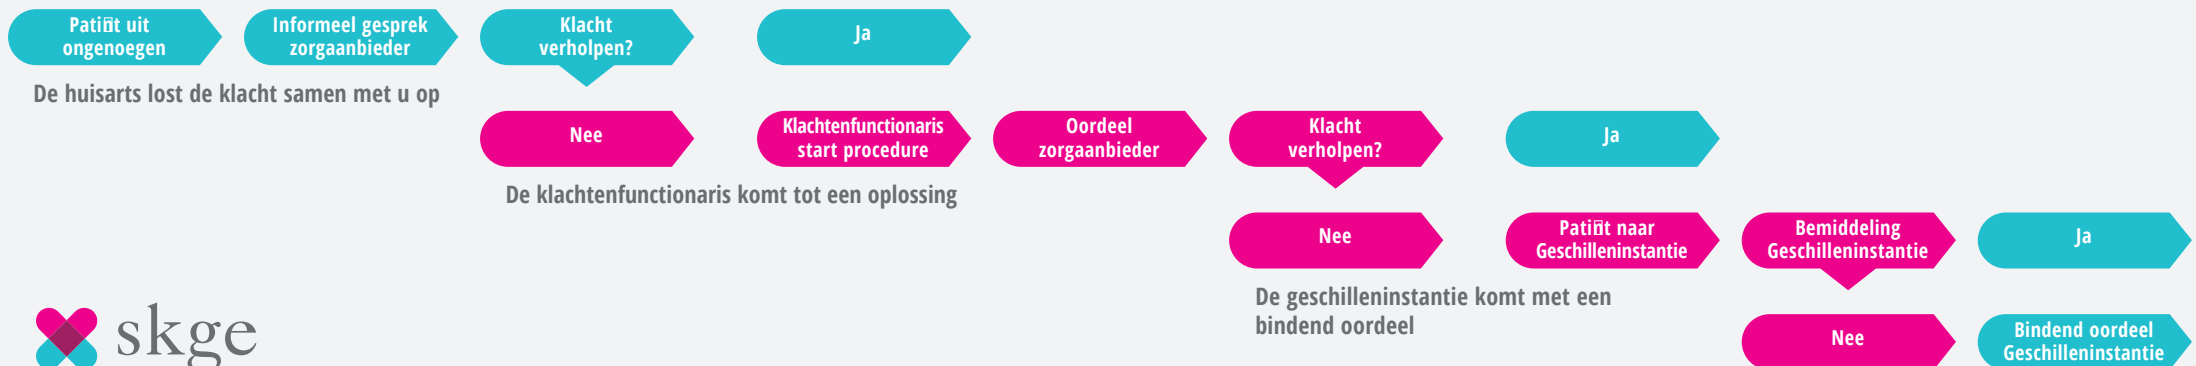 Patiënt uit
ongenoegen
Informeel gesprek
zorgaanbieder
Klacht
verholpen?
Ja
De huisarts lost de klacht samen met u op
Nee
Klachtenfunctionaris
start procedure
Oordeel
zorgaanbieder
Klacht
verholpen?
Ja
De klachtenfunctionaris komt tot een oplossing
Nee
Patiënt naar
Geschilleninstantie
Bemiddeling
Geschilleninstantie
Ja
De geschilleninstantie komt met een
bindend oordeel
Nee
Bindend oordeel
Geschilleninstantie
skge